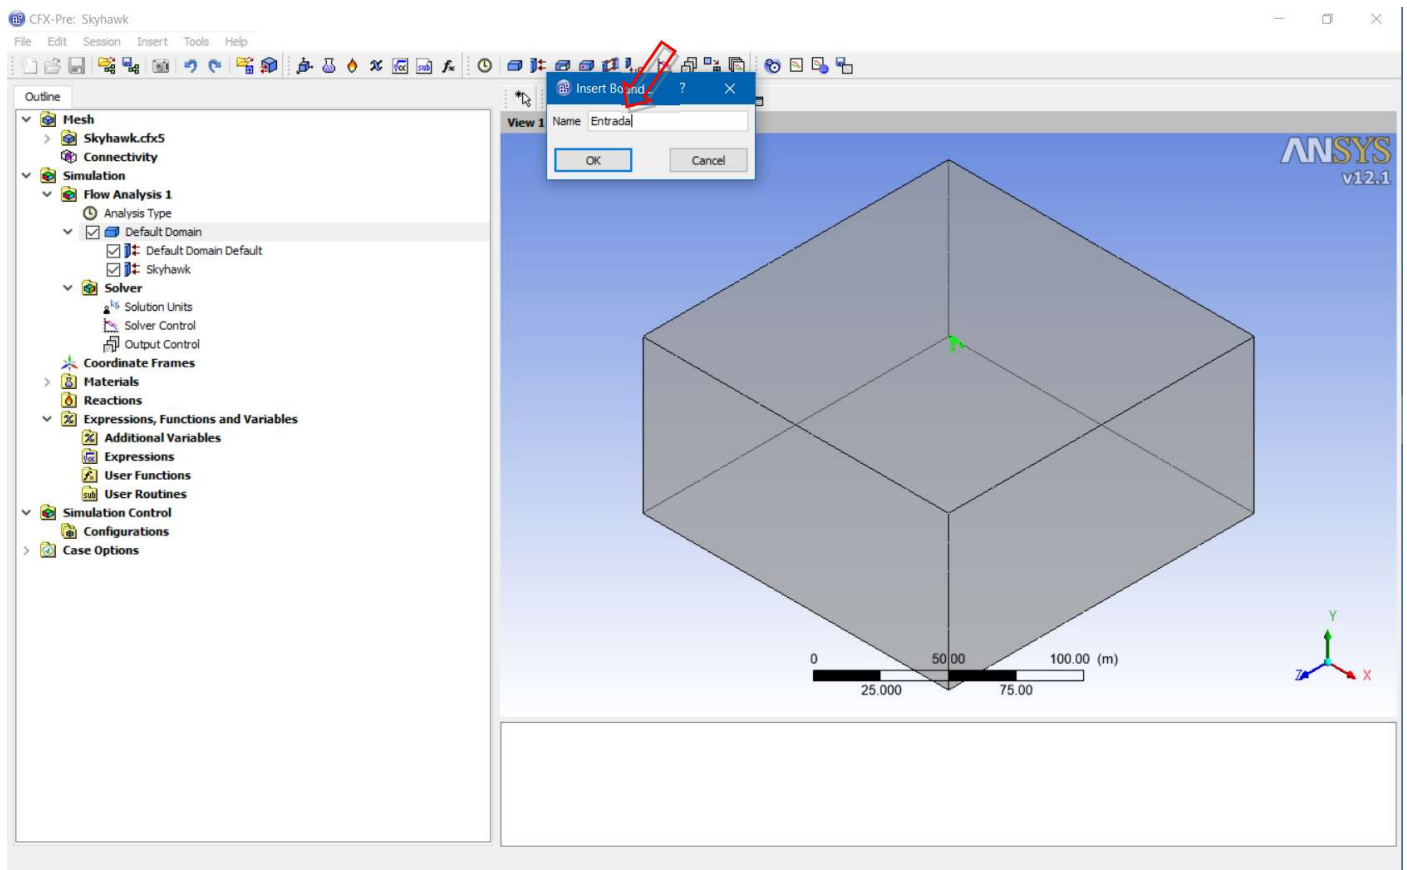 CFX-Pre: Skyhawk
File Edit Session Insert Tools Help
Outline
Mesh
Skyhawk.cfx5
Connectivity
Simulation
Flow Analysis 1
Analysis Type
Default Domain
Default Domain Default
Skyhawk
Solver
Solution Units
Solver Control
Output Control
Coordinate Frames
Materials
Reactions
Expressions, Functions and Variables
Additional Variables
Expressions
User Functions
User Routines
Simulation Control
Configurations
Case Options
Insert Bound... ?
View 1
Name Entrada
OK Cancel
ANSYS
v12.1
0 50.00 100.00 (m)
25.000 75.00
Y
Z X